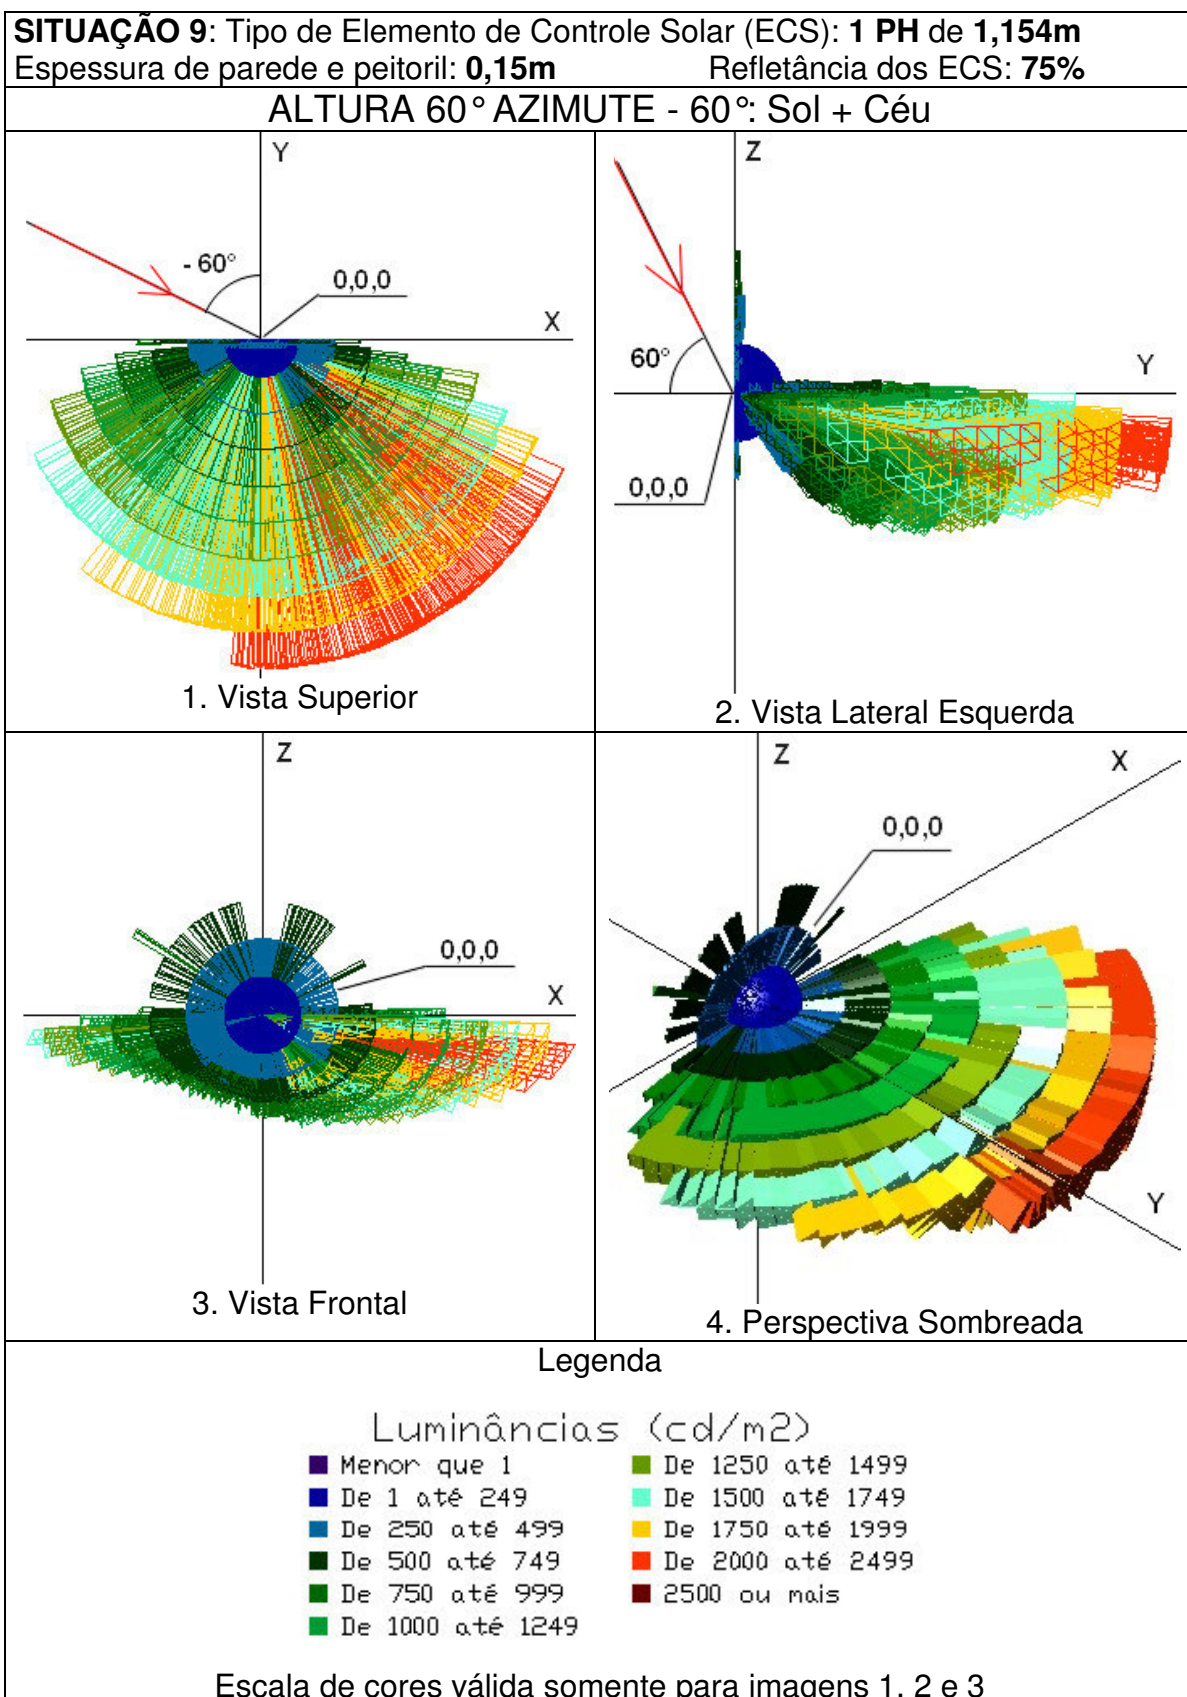 SITUAÇÃO 9: Tipo de Elemento de Controle Solar (ECS): 1 PH de 1,154m
Espessura de parede e peitoril: 0,15m Refletância dos ECS: 75%
ALTURA 60° AZIMUTE - 60°: Sol + Céu
Y
- 60°
0,0,0
X
1. Vista Superior
Z
60°
Y
0,0,0
2. Vista Lateral Esquerda
Z
0,0,0
X
3. Vista Frontal
Z
X
0,0,0
Y
4. Perspectiva Sombreada
Legenda
Luminâncias (cd/m2)
Menor que 1
De 1 até 249
De 250 até 499
De 500 até 749
De 750 até 999
De 1000 até 1249
De 1250 até 1499
De 1500 até 1749
De 1750 até 1999
De 2000 até 2499
2500 ou mais
Escala de cores válida somente para imagens 1, 2 e 3